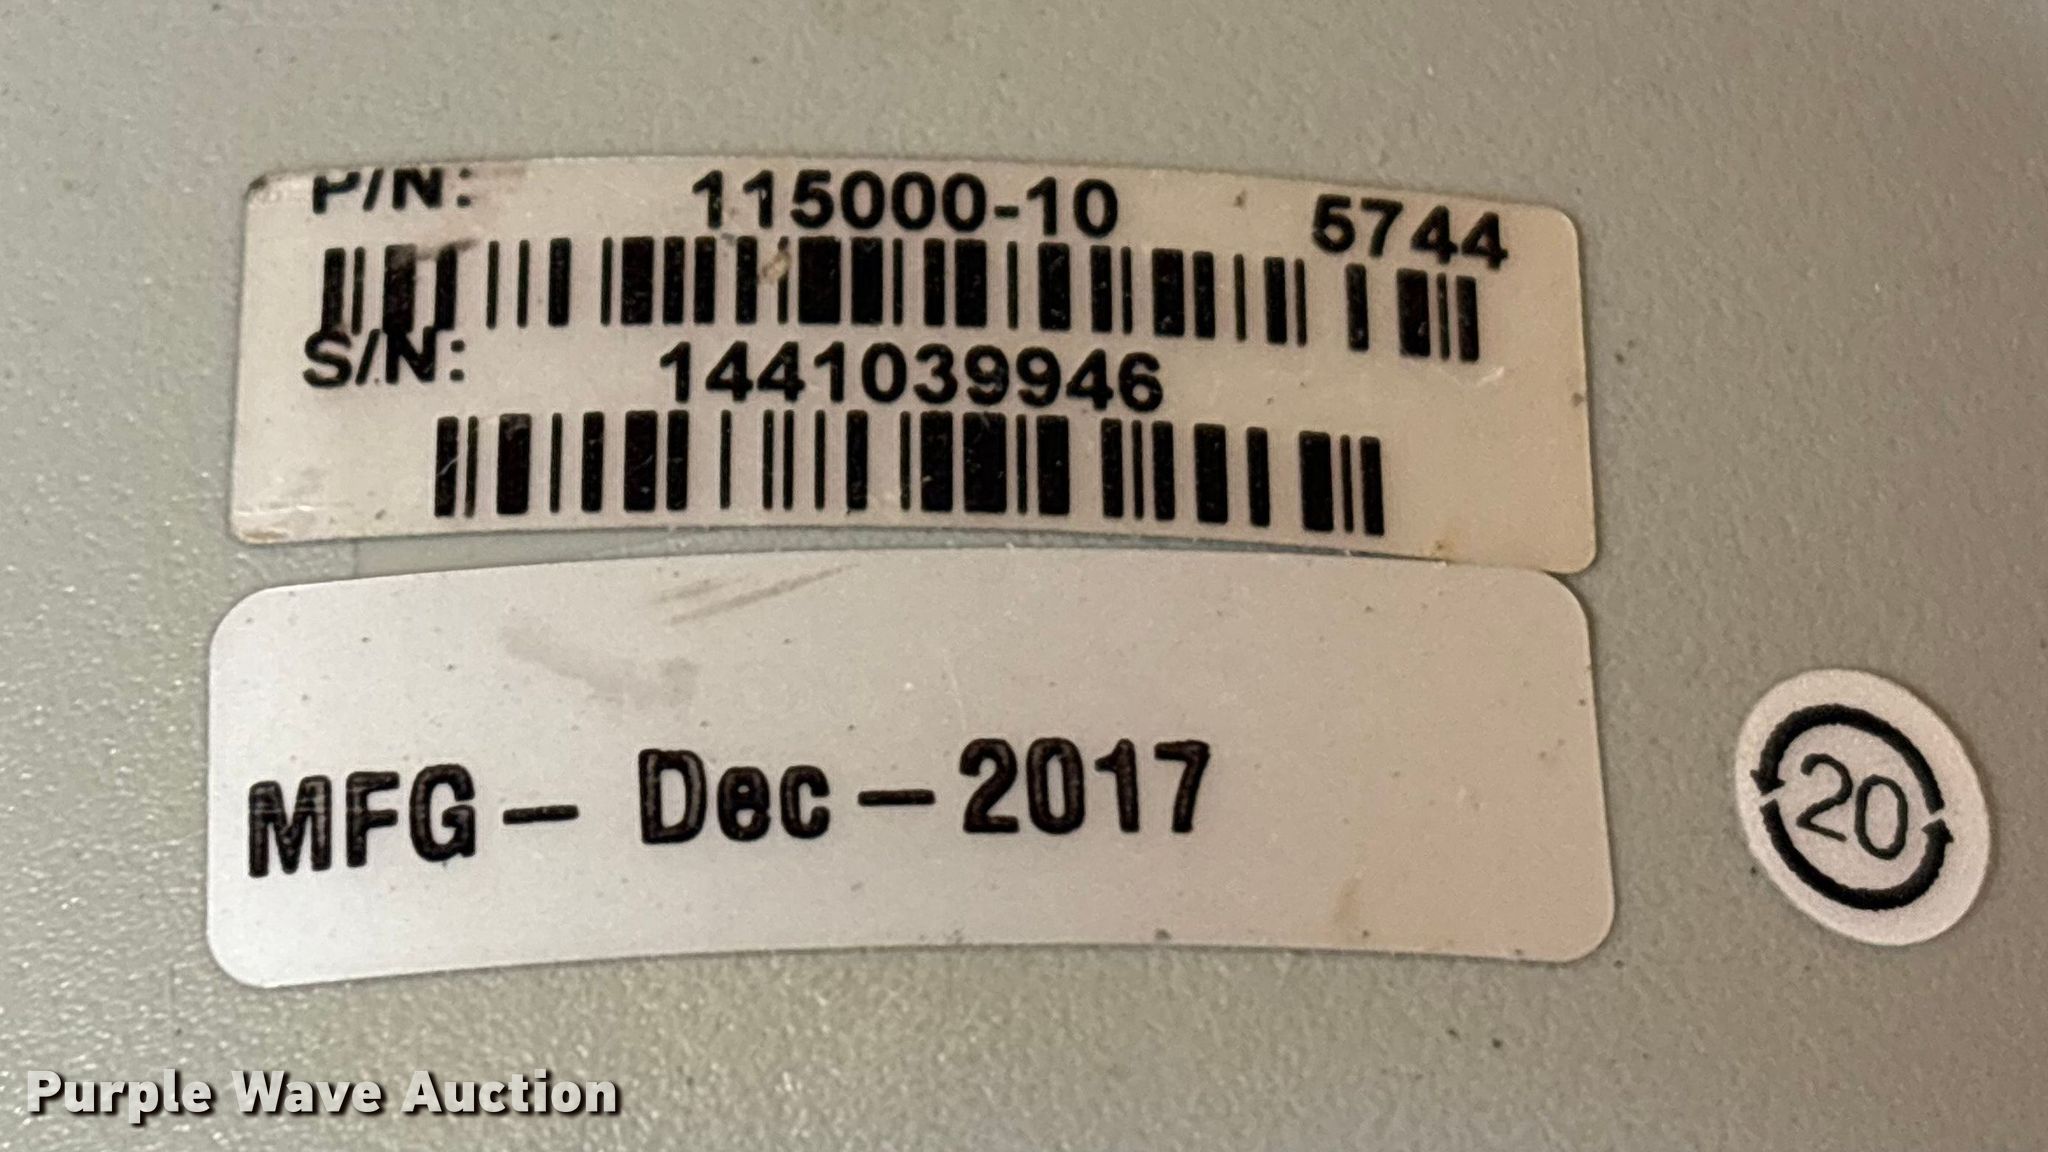 P/N: 115000-10 5744
S/N: 1441039946
MFG - Dec - 2017
20
Purple Wave Auction